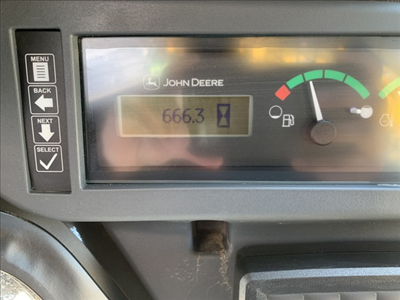 MENU
BACK
NEXT
SELECT
JOHN DEERE
666.3